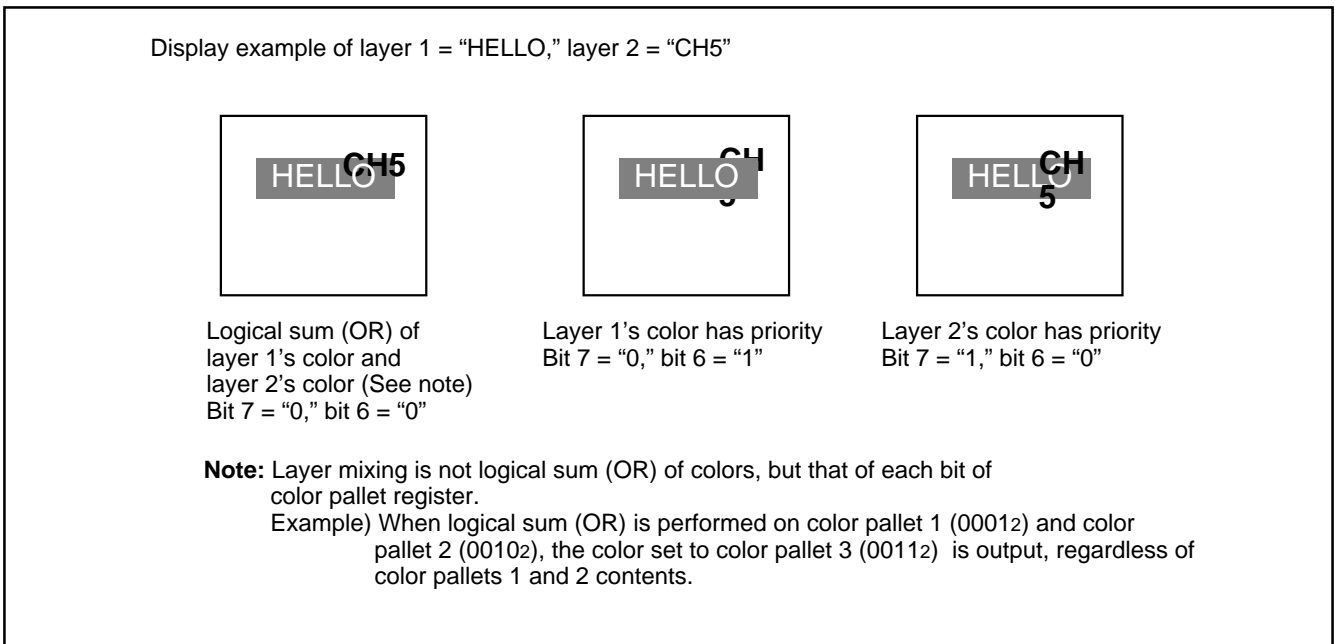 Display example of layer 1 = “HELLO,” layer 2 = “CH5”
HELLO
CH5
HELLO
CH
HELLO
CH
5
Logical sum (OR) of
layer 1’s color and
layer 2’s color (See note)
Bit 7 = “0,” bit 6 = “0”
Layer 1’s color has priority
Bit 7 = “0,” bit 6 = “1”
Layer 2’s color has priority
Bit 7 = “1,” bit 6 = “0”
Note: Layer mixing is not logical sum (OR) of colors, but that of each bit of
color pallet register.
Example) When logical sum (OR) is performed on color pallet 1 (00012) and color
pallet 2 (00102), the color set to color pallet 3 (00112) is output, regardless of
color pallets 1 and 2 contents.